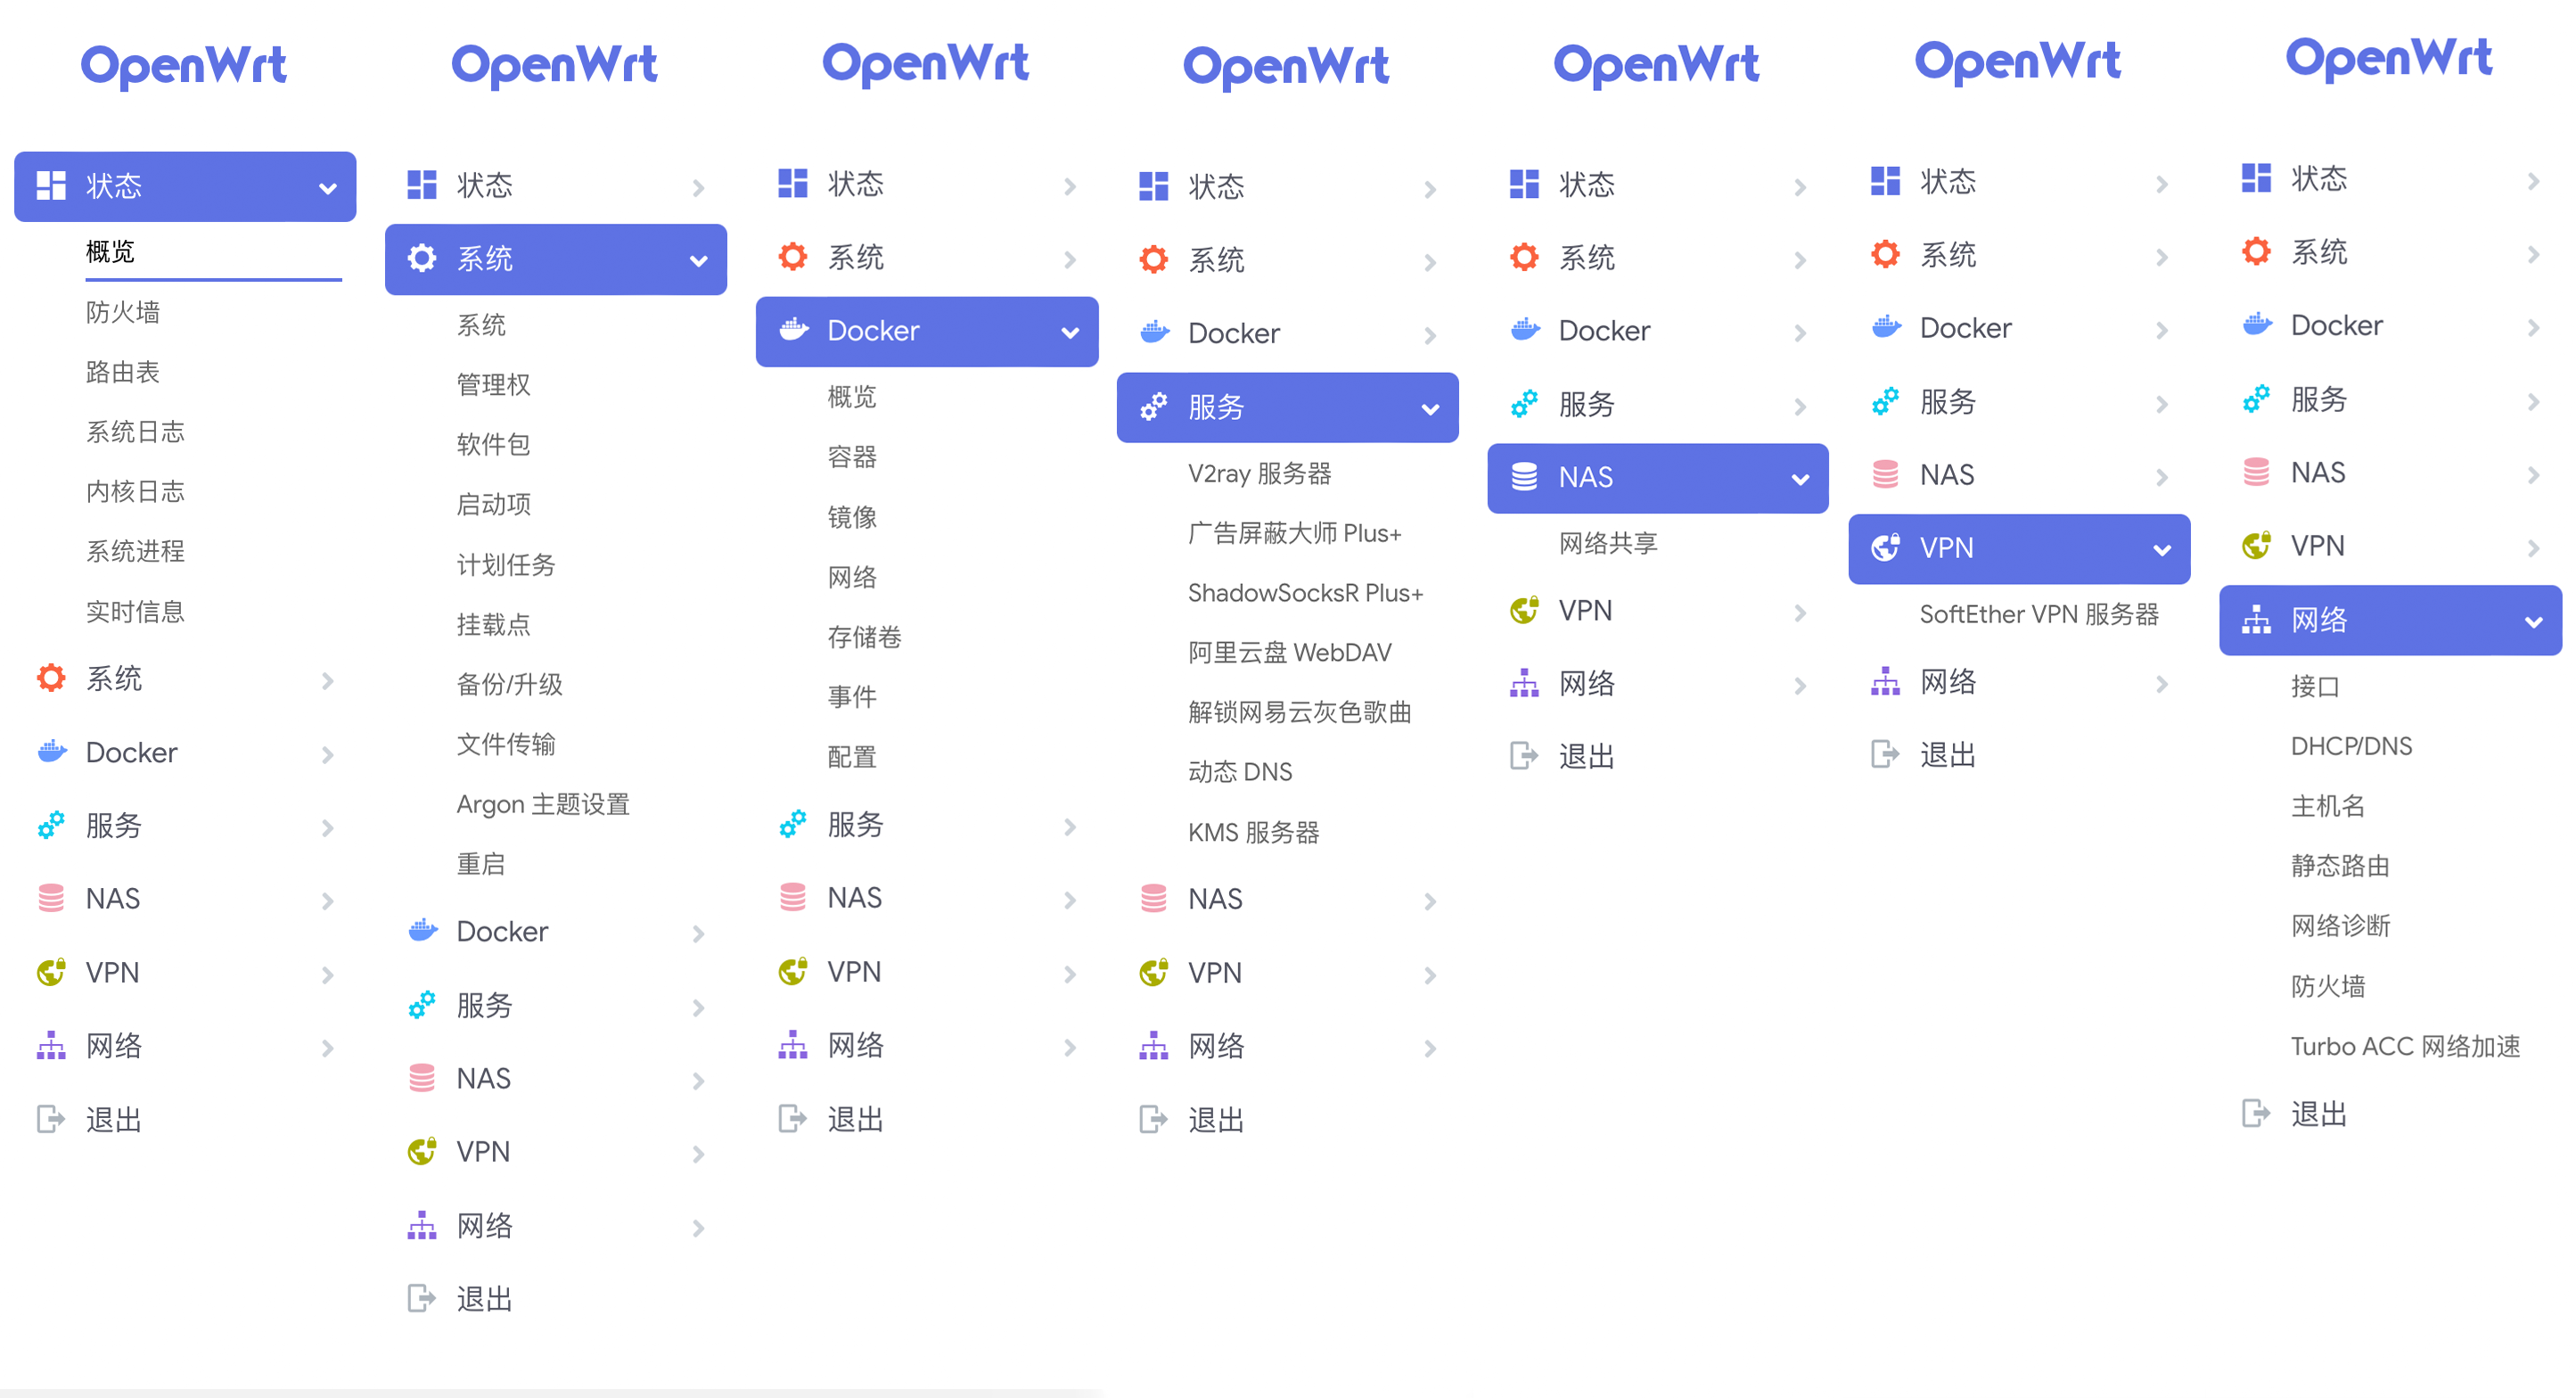 OpenWrt
状态
概览
防火墙
路由表
系统日志
内核日志
系统进程
实时信息
系统
Docker
服务
NAS
VPN
网络
退出
OpenWrt
状态
系统
系统
管理权
软件包
启动项
计划任务
挂载点
备份/升级
文件传输
Argon 主题设置
重启
Docker
服务
NAS
VPN
网络
退出
OpenWrt
状态
系统
Docker
概览
容器
镜像
网络
存储卷
事件
配置
服务
NAS
VPN
网络
退出
OpenWrt
状态
系统
Docker
服务
V2ray 服务器
广告屏蔽大师 Plus+
ShadowSocksR Plus+
阿里云盘 WebDAV
解锁网易云灰色歌曲
动态 DNS
KMS 服务器
NAS
VPN
网络
退出
OpenWrt
状态
系统
Docker
服务
NAS
网络共享
VPN
网络
退出
OpenWrt
状态
系统
Docker
服务
NAS
VPN
SoftEther VPN 服务器
网络
退出
OpenWrt
状态
系统
Docker
服务
NAS
VPN
网络
接口
DHCP/DNS
主机名
静态路由
网络诊断
防火墙
Turbo ACC 网络加速
退出